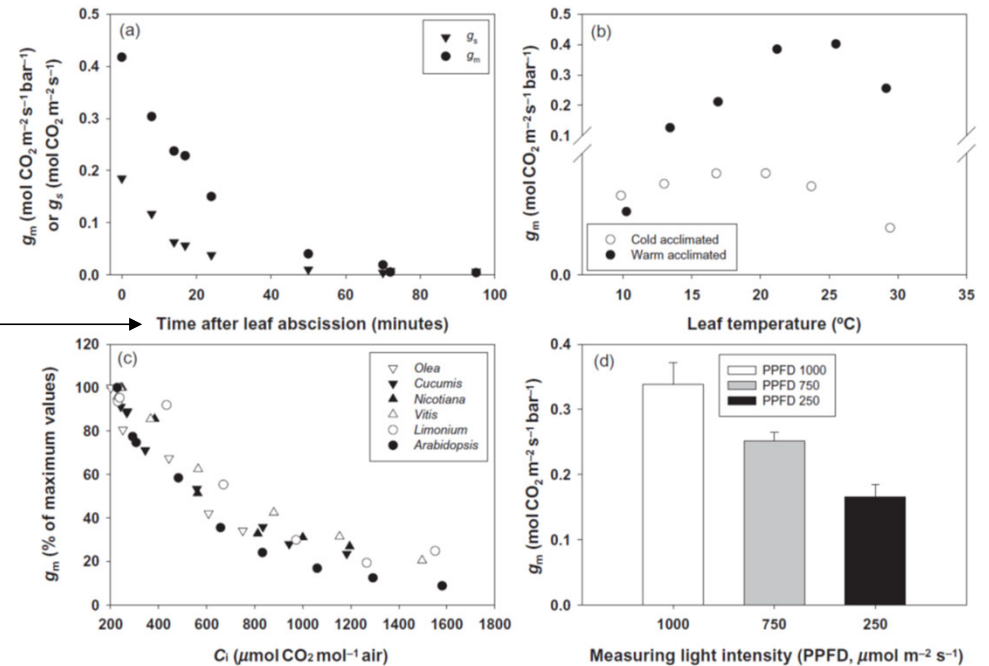 (a)
0.5
0.4
0.3
0.2
0.1
0.0
gₘ (mol CO₂ m⁻² s⁻¹ bar⁻¹)
or gₛ (mol CO₂ m⁻² s⁻¹)
gₛ
gₘ
0 20 40 60 80 100
Time after leaf abscission (minutes)
(b)
0.5
0.4
0.3
0.2
0.1
0.0
gₘ (mol CO₂ m⁻² s⁻¹ bar⁻¹)
Cold acclimated
Warm acclimated
10 15 20 25 30 35
Leaf temperature (ºC)
(c)
120
100
80
60
40
20
0
gₘ (% of maximum values)
Olea
Cucumis
Nicotiana
Vitis
Limonium
Arabidopsis
200 400 600 800 1000 1200 1400 1600 1800
Cᵢ (μmol CO₂ mol⁻¹ air)
(d)
0.4
0.3
0.2
0.1
0.0
gₘ (mol CO₂ m⁻² s⁻¹ bar⁻¹)
PPFD 1000
PPFD 750
PPFD 250
1000 750 250
Measuring light intensity (PPFD, μmol m⁻² s⁻¹)